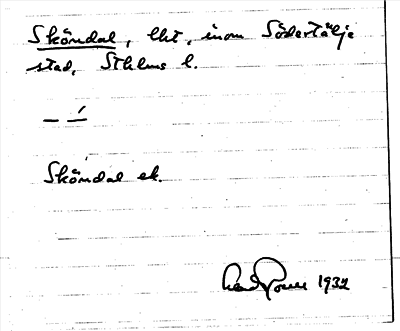 Sköndal, lht, inom Södertälje
stad, Sthlms l.
— —́
Sköndal ek.
1932